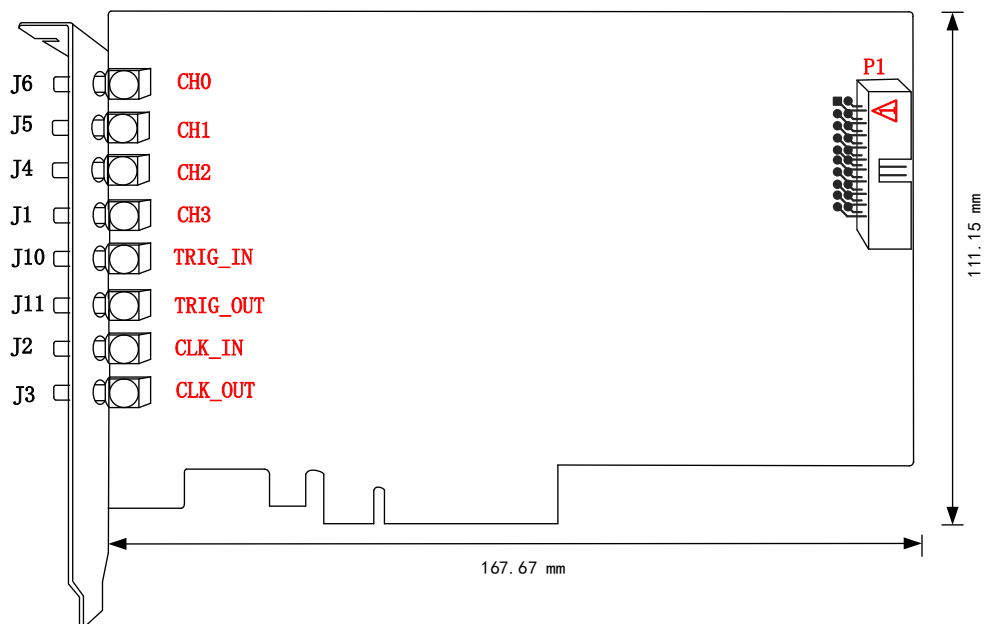 P1
J6 CH0
J5 CH1
J4 CH2
J1 CH3
J10 TRIG_IN
J11 TRIG_OUT
J2 CLK_IN
J3 CLK_OUT
1
111.15 mm
167.67 mm